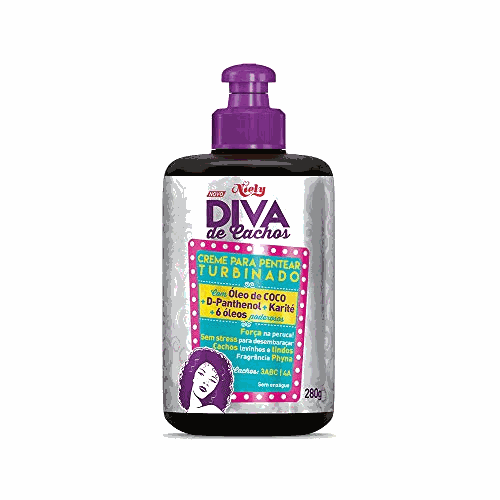 Niely
NOVO
DIVA
de Cachos
CREME PARA PENTEAR
TURBINADO
Com Óleo de COCO
+ D-Panthenol + Karité
+ 6 óleos poderosos
Força na peruca!
Sem stress para desembaraçar
Cachos levinhos e lindos
Fragrância Phyna
Cachos: 3ABC | 4A
Sem enxágue
280g